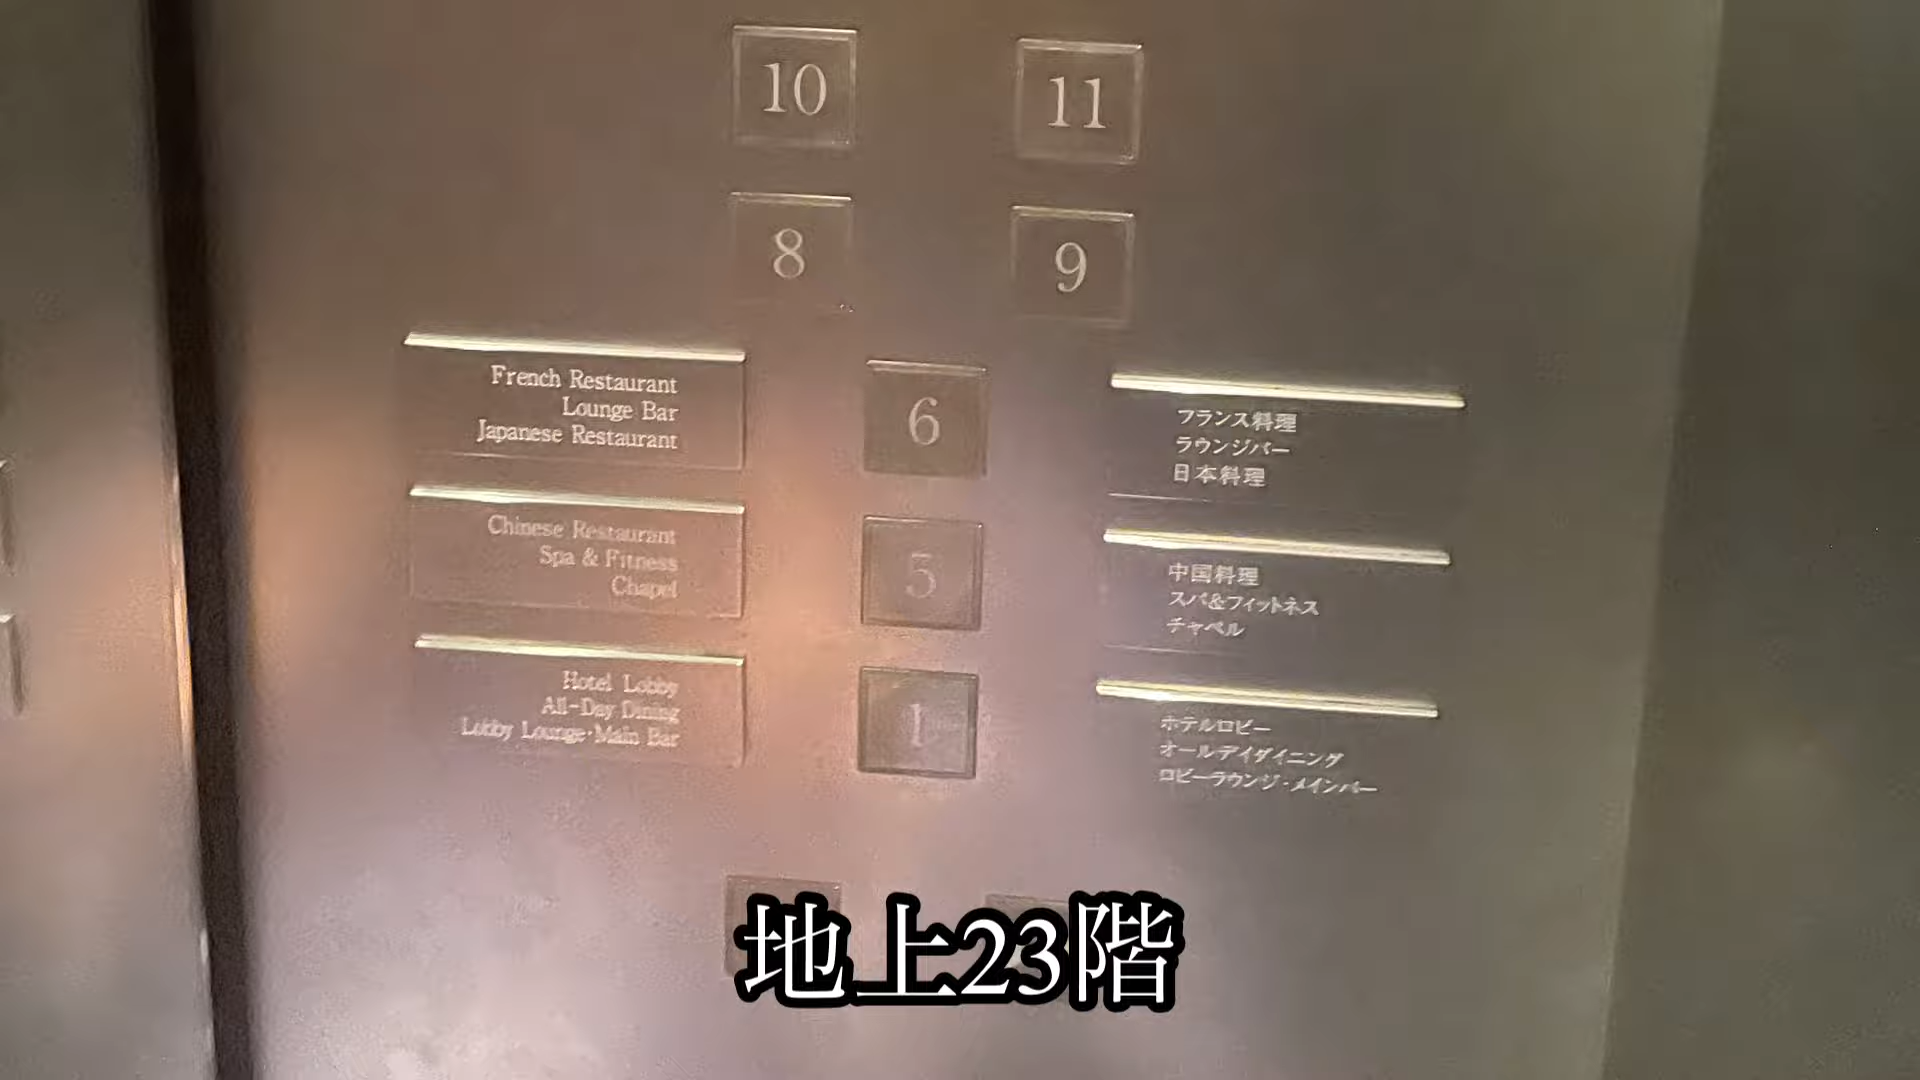 10
11
8
9
French Restaurant
Lounge Bar
Japanese Restaurant
6
フランス料理
ラウンジバー
日本料理
Chinese Restaurant
Spa & Fitness
Chapel
5
中国料理
スパ&フィットネス
チャペル
Hotel Lobby
All-Day Dining
Lobby Lounge・Main Bar
1
ホテルロビー
オールデイダイニング
ロビーラウンジ・メインバー
地上23階